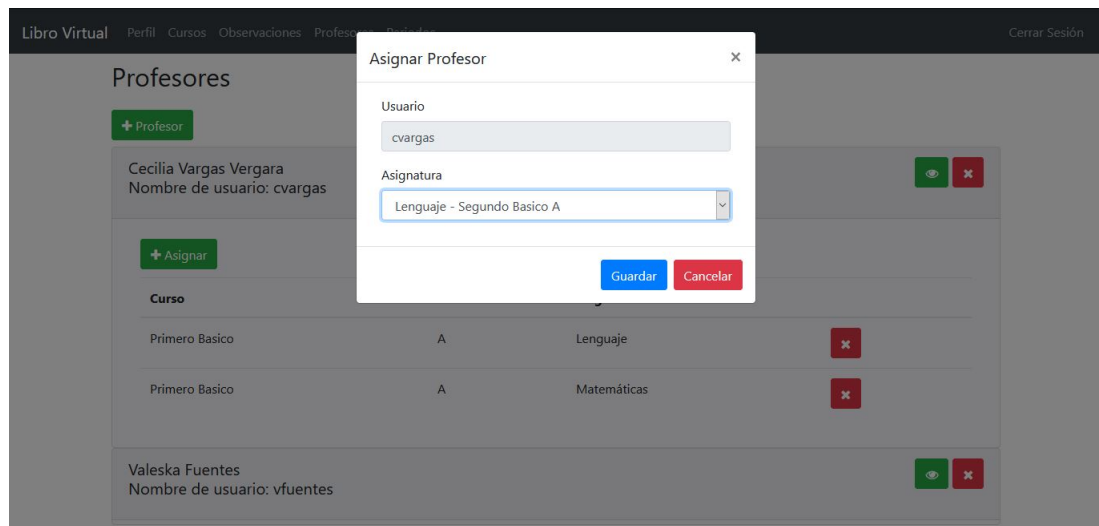 Libro Virtual Perfil Cursos Observaciones Cerrar Sesión
Asignar Profesor ×
Profesores
Usuario
+ Profesor
cvargas
Cecilia Vargas Vergara
Nombre de usuario: cvargas
Asignatura
Lenguaje - Segundo Basico A
+ Asignar
Guardar Cancelar
Curso
Primero Basico A Lenguaje
Primero Basico A Matemáticas
Valeska Fuentes
Nombre de usuario: vfuentes